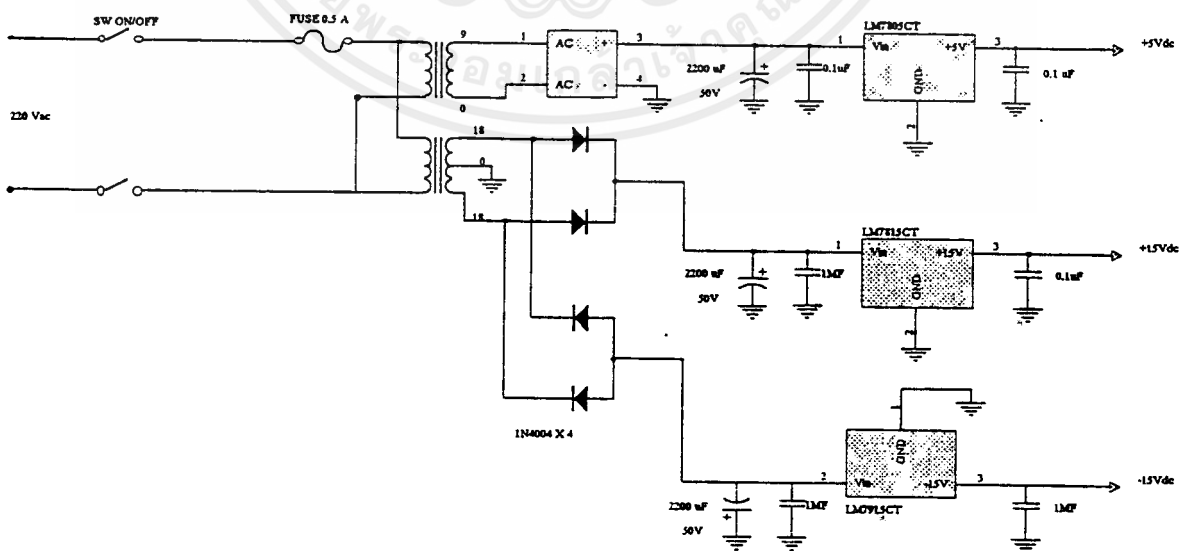 SW ON/OFF
FUSE 0.5 A
220 Vac
9
0
18
0
18
1
2
AC
AC
+
-
3
4
2200 uF
50V
+
0.1uF
1
LM7805CT
Vin
+5V
GND
2
3
0.1 uF
+5Vdc
2200 uF
50V
+
1MF
1
LM7815CT
Vin
+15V
GND
2
3
0.1uF
+15Vdc
1N4004 X 4
2200 uF
50V
+
1MF
2
1
GND
Vin
-15V
LM7915CT
3
1MF
-15Vdc